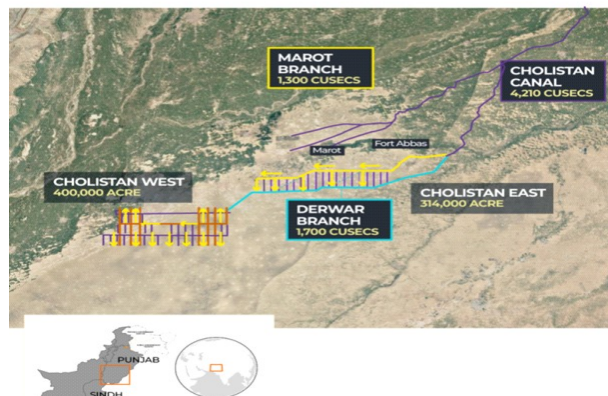 MAROT
BRANCH
1,300 CUSECS
CHOLISTAN
CANAL
4,210 CUSECS
Fort Abbas
Marot
CHOLISTAN WEST
400,000 ACRE
CHOLISTAN EAST
314,000 ACRE
DERWAR
BRANCH
1,700 CUSECS
PUNJAB
SINDH